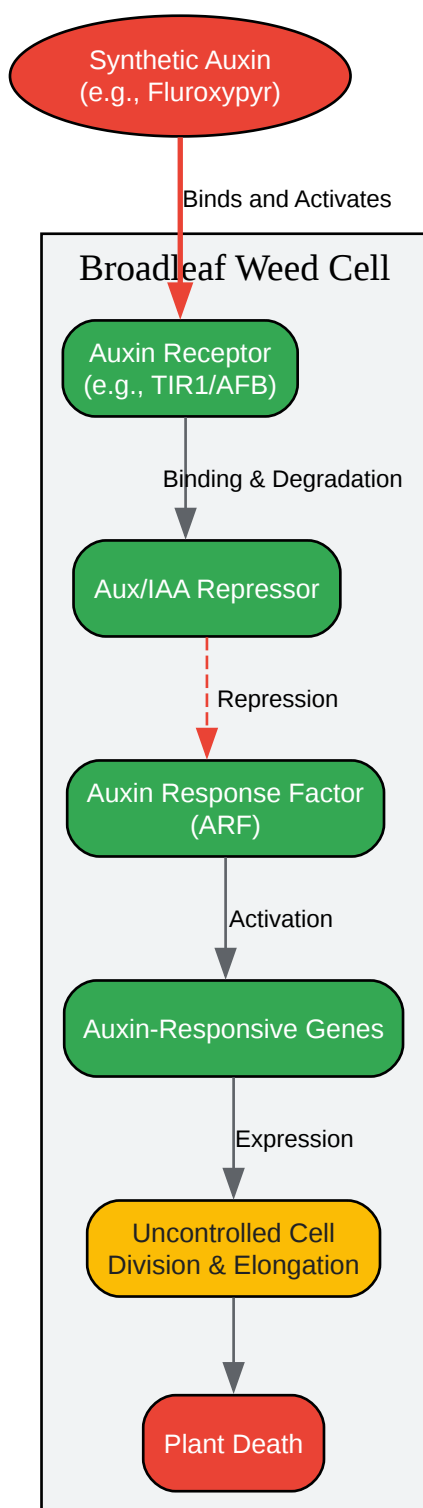 Synthetic Auxin
(e.g., Fluroxypyr)
Binds and Activates
Broadleaf Weed Cell
Auxin Receptor
(e.g., TIR1/AFB)
Binding & Degradation
Aux/IAA Repressor
Repression
Auxin Response Factor
(ARF)
Activation
Auxin-Responsive Genes
Expression
Uncontrolled Cell
Division & Elongation
Plant Death